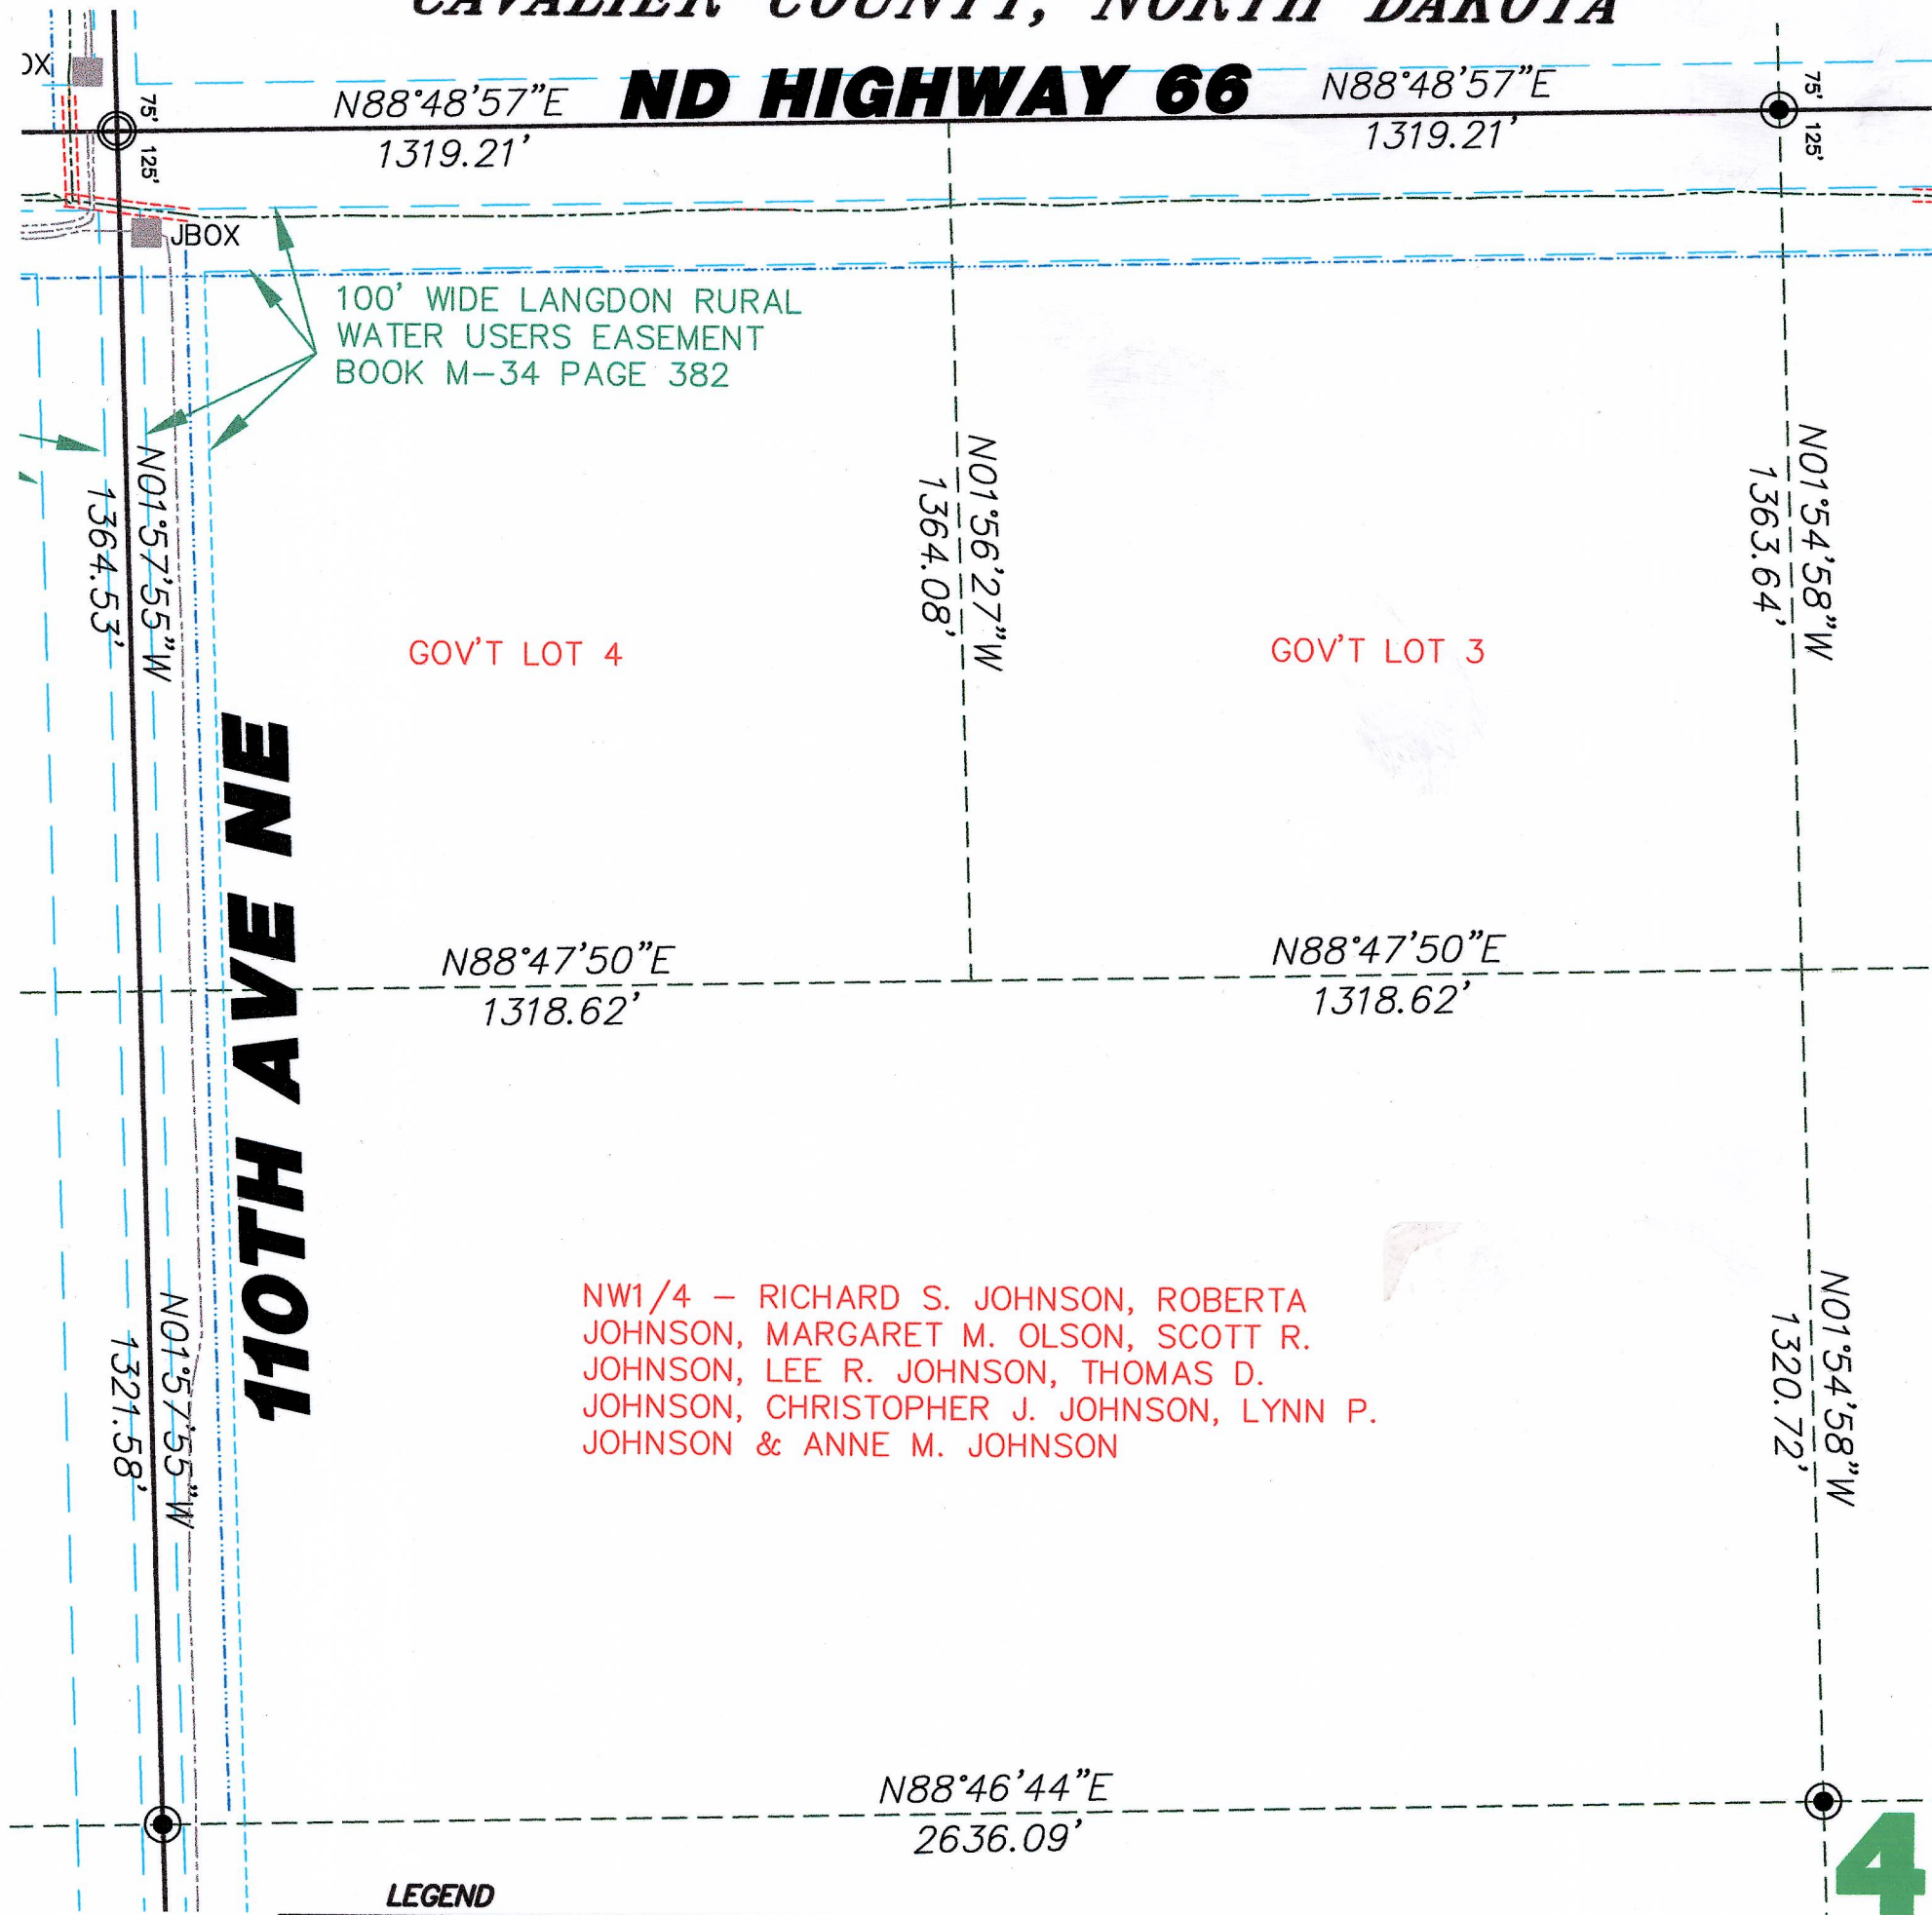 CAVALIER COUNTY, NORTH DAKOTA
OX
ND HIGHWAY 66
N88°48'57"E
1319.21'
N88°48'57"E
1319.21'
75'
125'
75'
125'
JBOX
100' WIDE LANGDON RURAL
WATER USERS EASEMENT
BOOK M-34 PAGE 382
N01°57'55"W
1364.53'
N01°56'27"W
1364.08'
N01°54'58"W
1363.64'
GOV'T LOT 4
GOV'T LOT 3
110TH AVE NE
N88°47'50"E
1318.62'
N88°47'50"E
1318.62'
N01°57'55"W
1321.58'
NW1/4 - RICHARD S. JOHNSON, ROBERTA
JOHNSON, MARGARET M. OLSON, SCOTT R.
JOHNSON, LEE R. JOHNSON, THOMAS D.
JOHNSON, CHRISTOPHER J. JOHNSON, LYNN P.
JOHNSON & ANNE M. JOHNSON
N01°54'58"W
1320.72'
N88°46'44"E
2636.09'
4
LEGEND